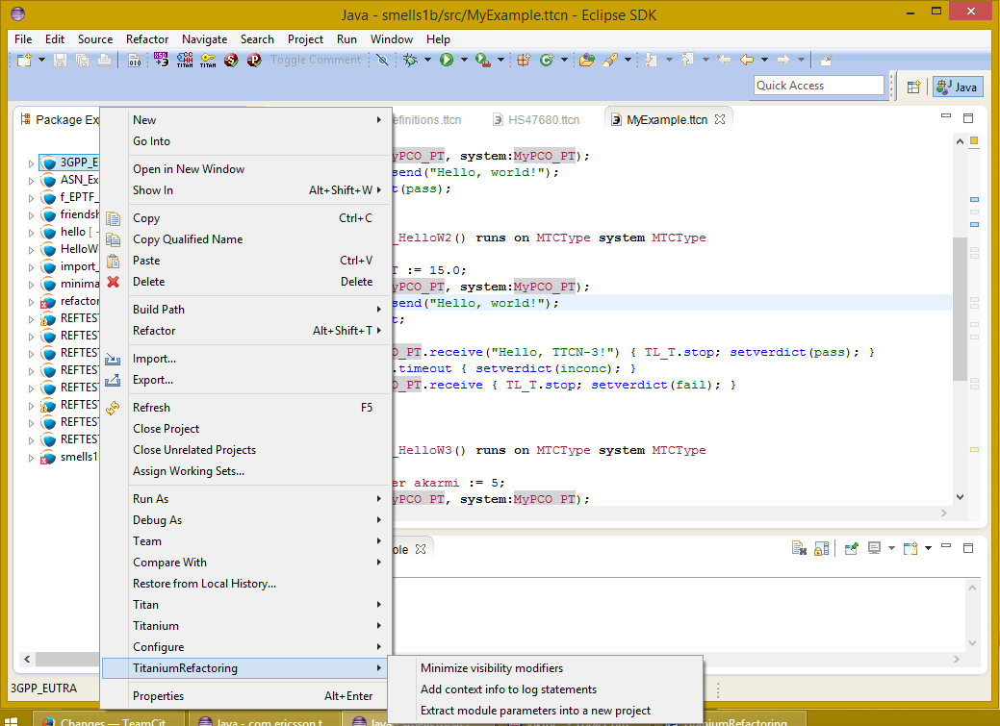 Java - smells1b/src/MyExample.ttcn - Eclipse SDK
File Edit Source Refactor Navigate Search Project Run Window Help
Toggle Comment
Quick Access
Java
Package Ex
efinitions.ttcn
HS47680.ttcn
MyExample.ttcn
3GPP_E
ASN_Ex
f_EPTF_
friendsh
hello [ -
HelloW
import_
minima
refactor
REFTEST
REFTEST
REFTEST
REFTEST
REFTEST
REFTEST
REFTEST
REFTEST
smells1
New
Go Into
Open in New Window
Show In Alt+Shift+W
Copy Ctrl+C
Copy Qualified Name
Paste Ctrl+V
Delete Delete
Build Path
Refactor Alt+Shift+T
Import...
Export...
Refresh F5
Close Project
Close Unrelated Projects
Assign Working Sets...
Run As
Debug As
Team
Compare With
Restore from Local History...
Titan
Titanium
Configure
TitaniumRefactoring
Properties Alt+Enter
Minimize visibility modifiers
Add context info to log statements
Extract module parameters into a new project
yPCO_PT, system:MyPCO_PT);
send("Hello, world!");
t(pass);
_HelloW2() runs on MTCType system MTCType
T := 15.0;
yPCO_PT, system:MyPCO_PT);
send("Hello, world!");
t;
O_PT.receive("Hello, TTCN-3!") { TL_T.stop; setverdict(pass); }
.timeout { setverdict(inconc); }
O_PT.receive { TL_T.stop; setverdict(fail); }
_HelloW3() runs on MTCType system MTCType
er akarmi := 5;
yPCO_PT, system:MyPCO_PT);
ole
3GPP_EUTRA
Changes — TeamCit
Java - com.ericsson.t